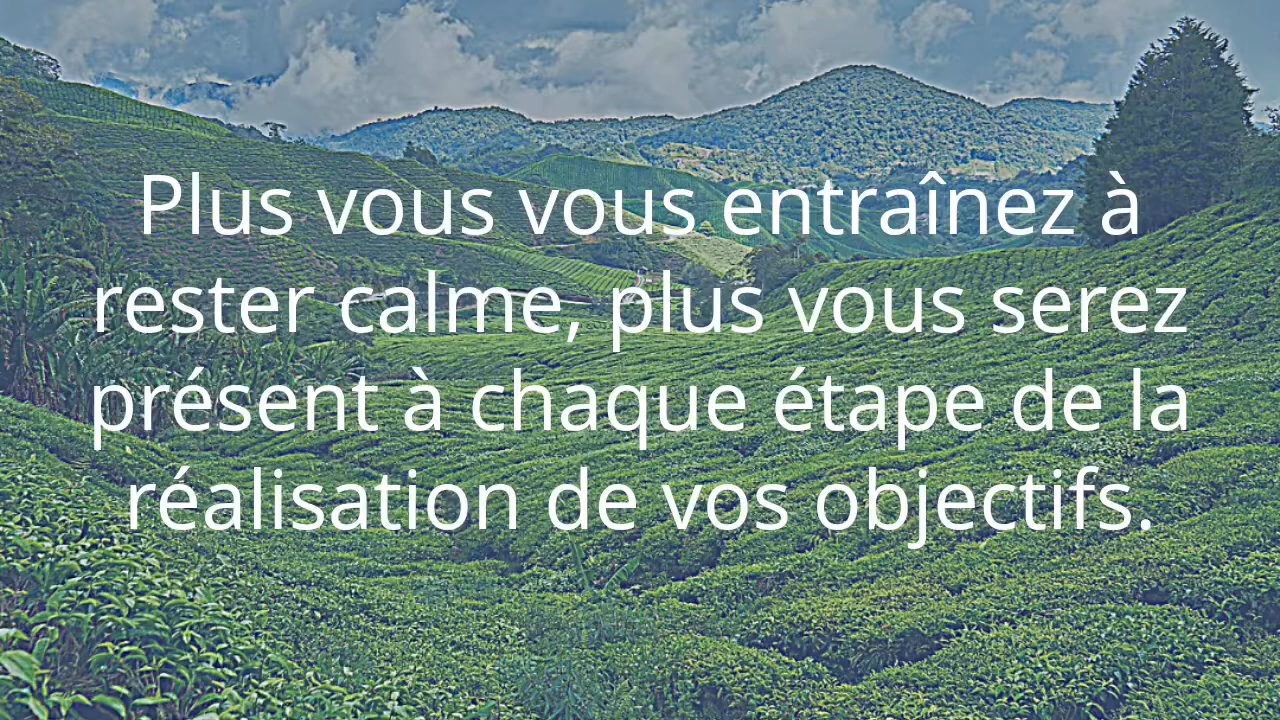 Plus vous vous entraînez à
rester calme, plus vous serez
présent à chaque étape de la
réalisation de vos objectifs.